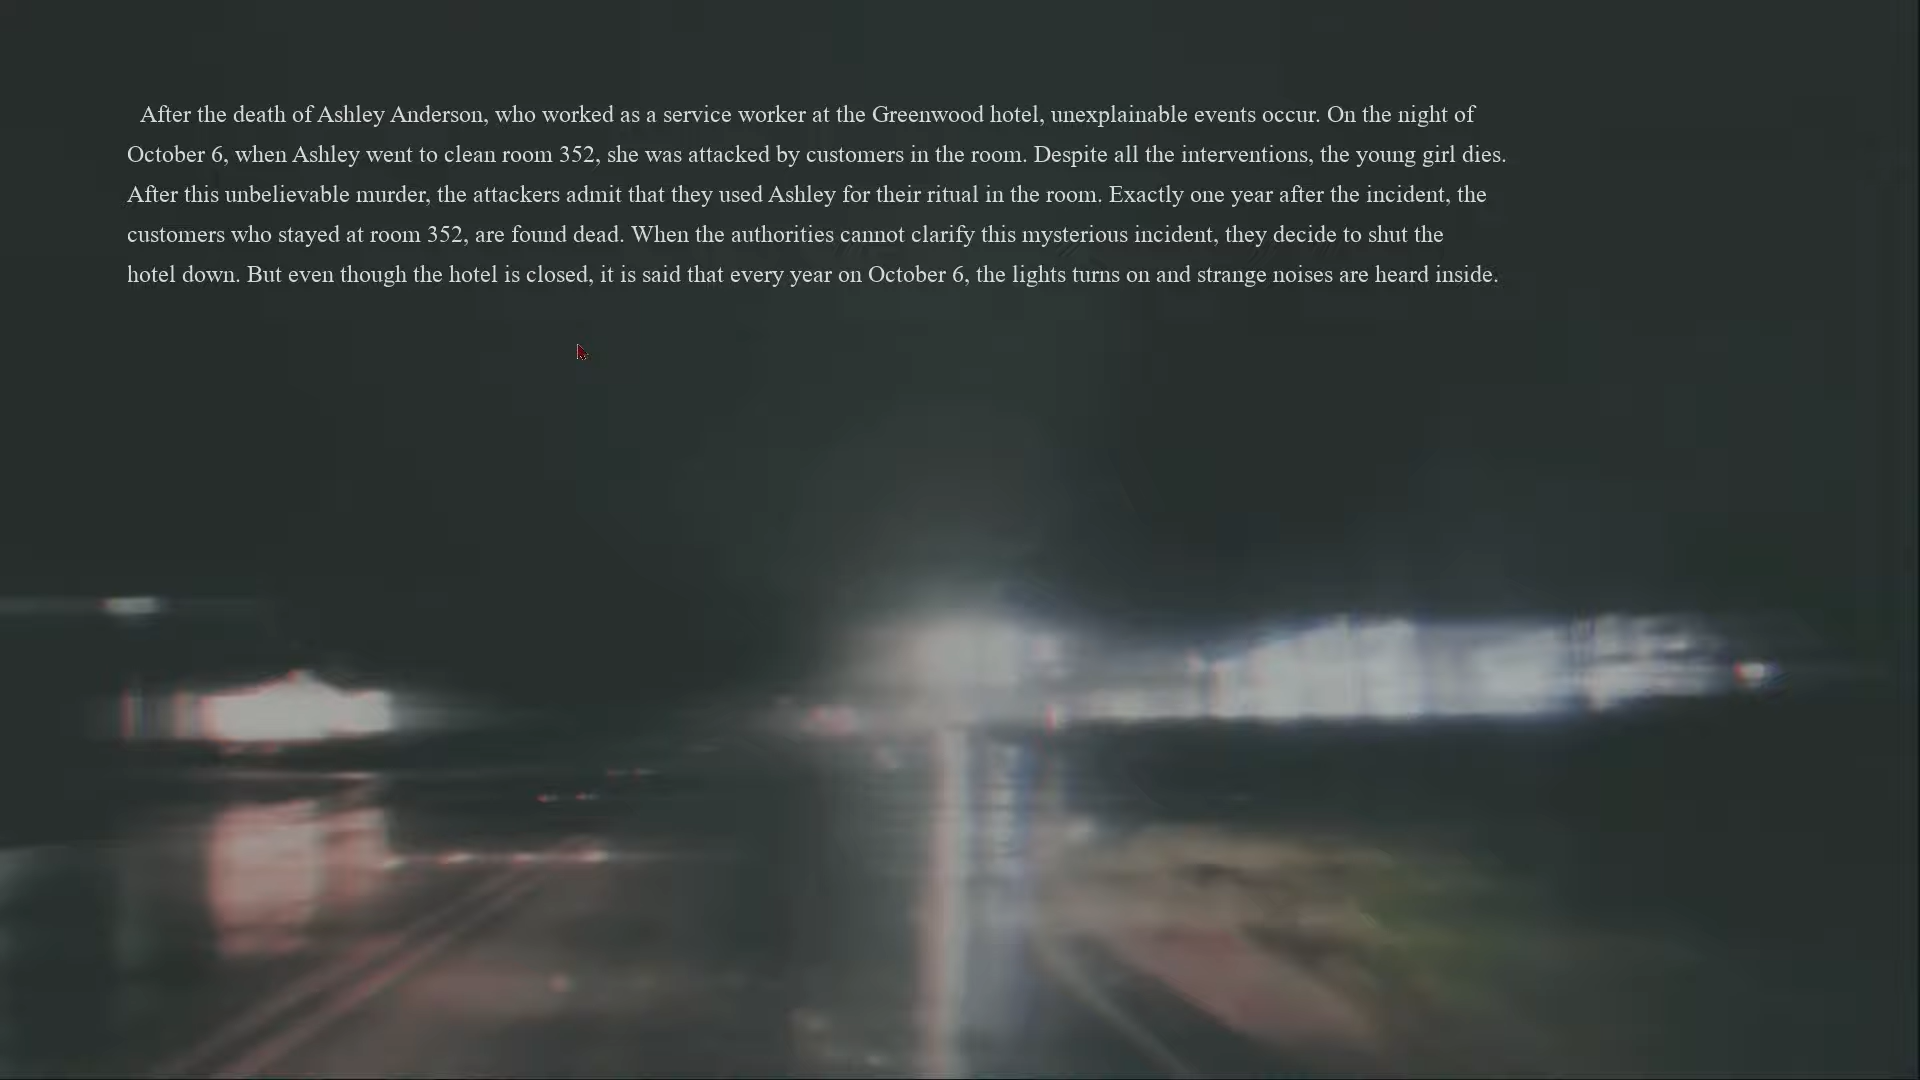 After the death of Ashley Anderson, who worked as a service worker at the Greenwood hotel, unexplainable events occur. On the night of
October 6, when Ashley went to clean room 352, she was attacked by customers in the room. Despite all the interventions, the young girl dies.
After this unbelievable murder, the attackers admit that they used Ashley for their ritual in the room. Exactly one year after the incident, the
customers who stayed at room 352, are found dead. When the authorities cannot clarify this mysterious incident, they decide to shut the
hotel down. But even though the hotel is closed, it is said that every year on October 6, the lights turns on and strange noises are heard inside.